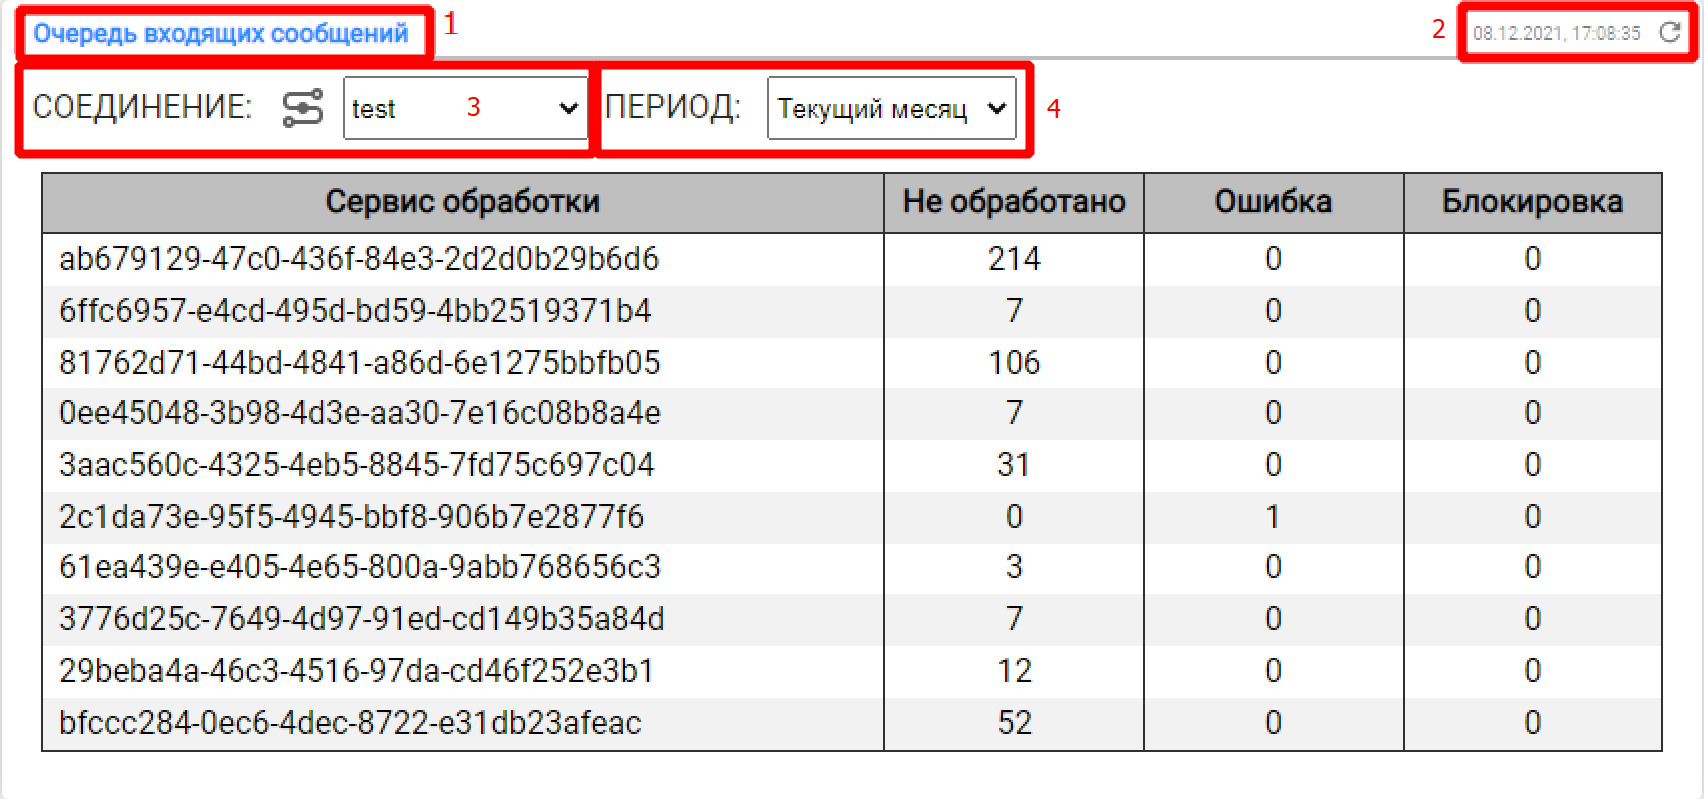 Очередь входящих сообщений 1 2 08.12.2021, 17:08:35
СОЕДИНЕНИЕ: test 3 ПЕРИОД: Текущий месяц 4
Сервис обработки Не обработано Ошибка Блокировка
ab679129-47c0-436f-84e3-2d2d0b29b6d6 214 0 0
6ffc6957-e4cd-495d-bd59-4bb2519371b4 7 0 0
81762d71-44bd-4841-a86d-6e1275bbfb05 106 0 0
0ee45048-3b98-4d3e-aa30-7e16c08b8a4e 7 0 0
3aac560c-4325-4eb5-8845-7fd75c697c04 31 0 0
2c1da73e-95f5-4945-bbf8-906b7e2877f6 0 1 0
61ea439e-e405-4e65-800a-9abb768656c3 3 0 0
3776d25c-7649-4d97-91ed-cd149b35a84d 7 0 0
29beba4a-46c3-4516-97da-cd46f252e3b1 12 0 0
bfccc284-0ec6-4dec-8722-e31db23afeac 52 0 0